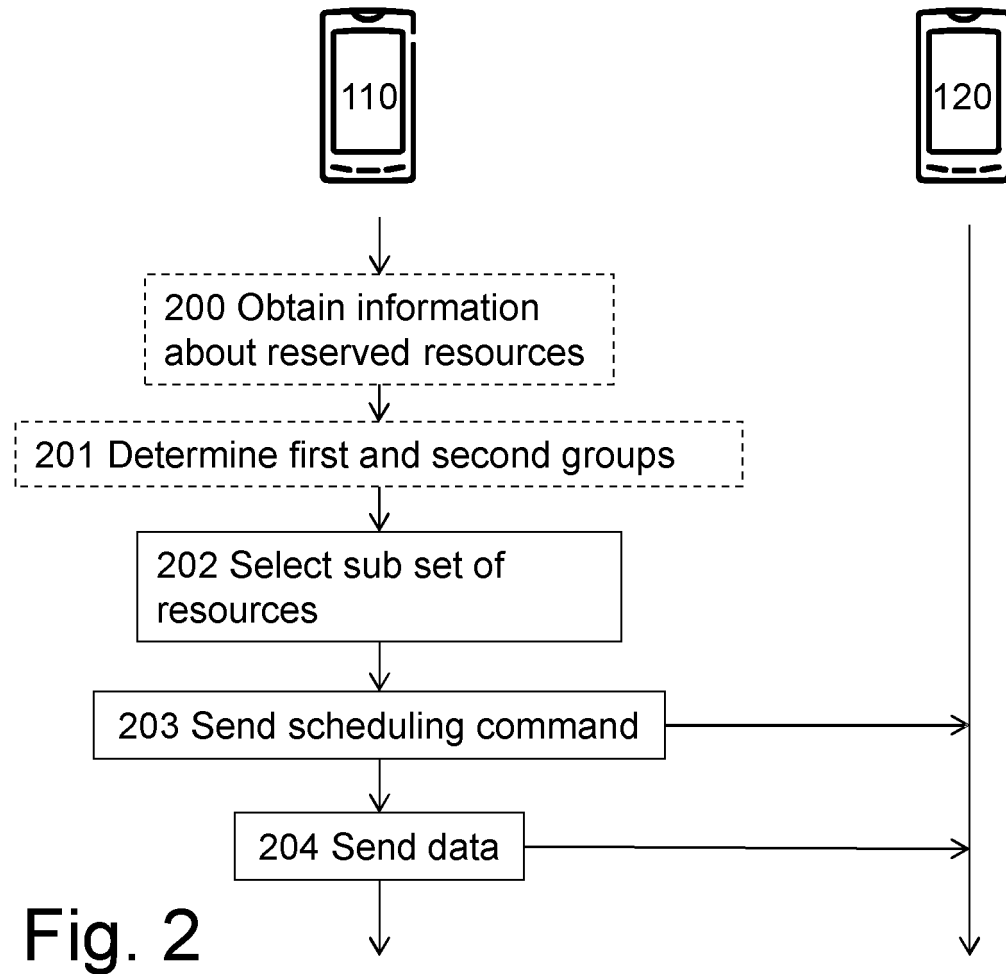 110
120
200 Obtain information
about reserved resources
201 Determine first and second groups
202 Select sub set of
resources
203 Send scheduling command
204 Send data
Fig. 2